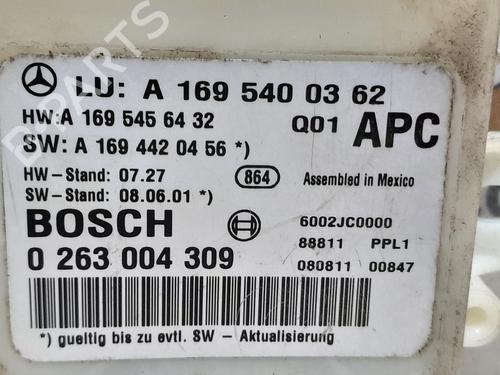 LU: A 169 540 0362
HW:A 169 545 64 32 Q01 APC
SW: A 169 442 04 56 *)
HW-Stand: 07.27 864 Assembled in Mexico
SW-Stand: 08.06.01 *)
BOSCH 6002JC0000
0 263 004 309 88811 PPL1
080811 00847
*) gueltig bis zu evtl. SW - Aktualisierung